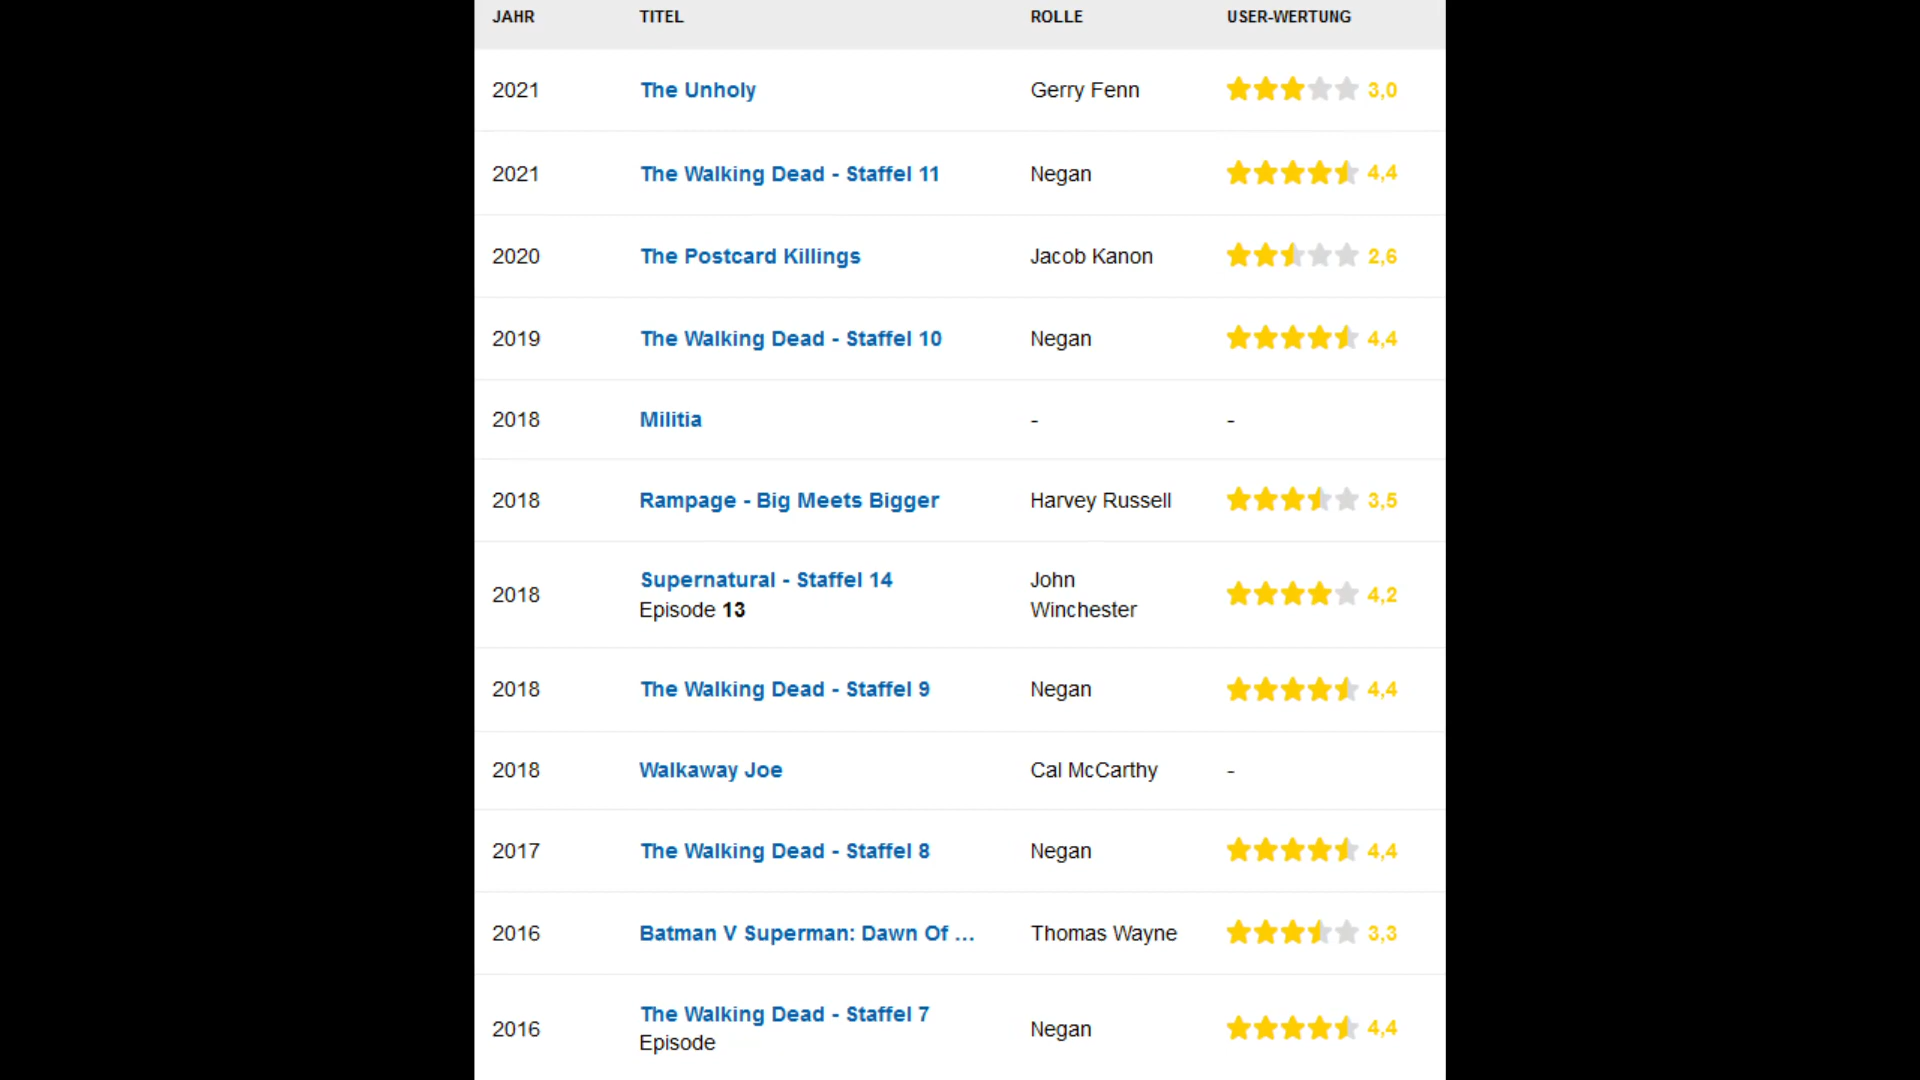 JAHR TITEL ROLLE USER-WERTUNG
2021 The Unholy Gerry Fenn 3,0
2021 The Walking Dead - Staffel 11 Negan 4,4
2020 The Postcard Killings Jacob Kanon 2,6
2019 The Walking Dead - Staffel 10 Negan 4,4
2018 Militia - -
2018 Rampage - Big Meets Bigger Harvey Russell 3,5
2018 Supernatural - Staffel 14 John 4,2
Episode 13 Winchester
2018 The Walking Dead - Staffel 9 Negan 4,4
2018 Walkaway Joe Cal McCarthy -
2017 The Walking Dead - Staffel 8 Negan 4,4
2016 Batman V Superman: Dawn Of ... Thomas Wayne 3,3
2016 The Walking Dead - Staffel 7 Negan 4,4
Episode